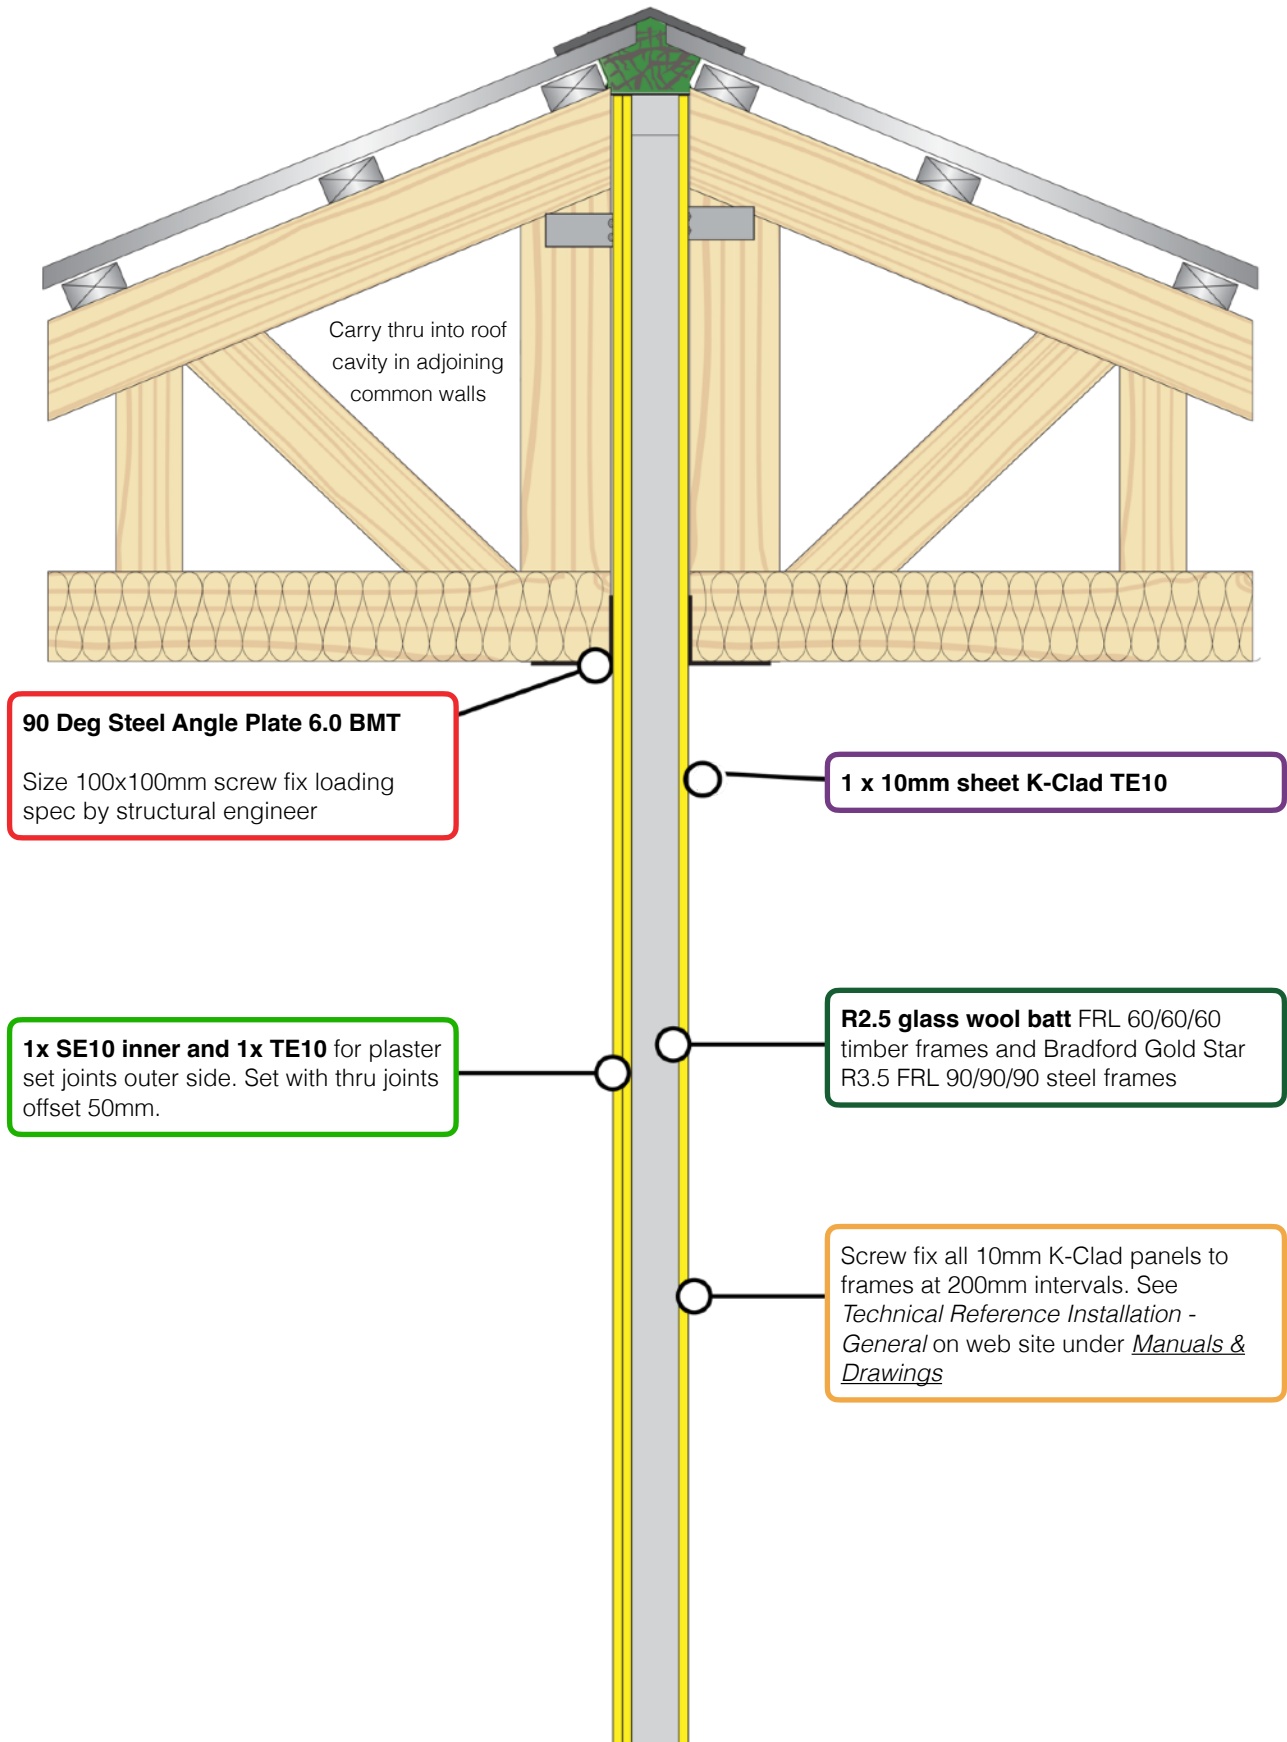 Carry thru into roof
cavity in adjoining
common walls
90 Deg Steel Angle Plate 6.0 BMT
Size 100x100mm screw fix loading
spec by structural engineer
1 x 10mm sheet K-Clad TE10
1x SE10 inner and 1x TE10 for plaster
set joints outer side. Set with thru joints
offset 50mm.
R2.5 glass wool batt FRL 60/60/60
timber frames and Bradford Gold Star
R3.5 FRL 90/90/90 steel frames
Screw fix all 10mm K-Clad panels to
frames at 200mm intervals. See
Technical Reference Installation -
General on web site under Manuals &
Drawings